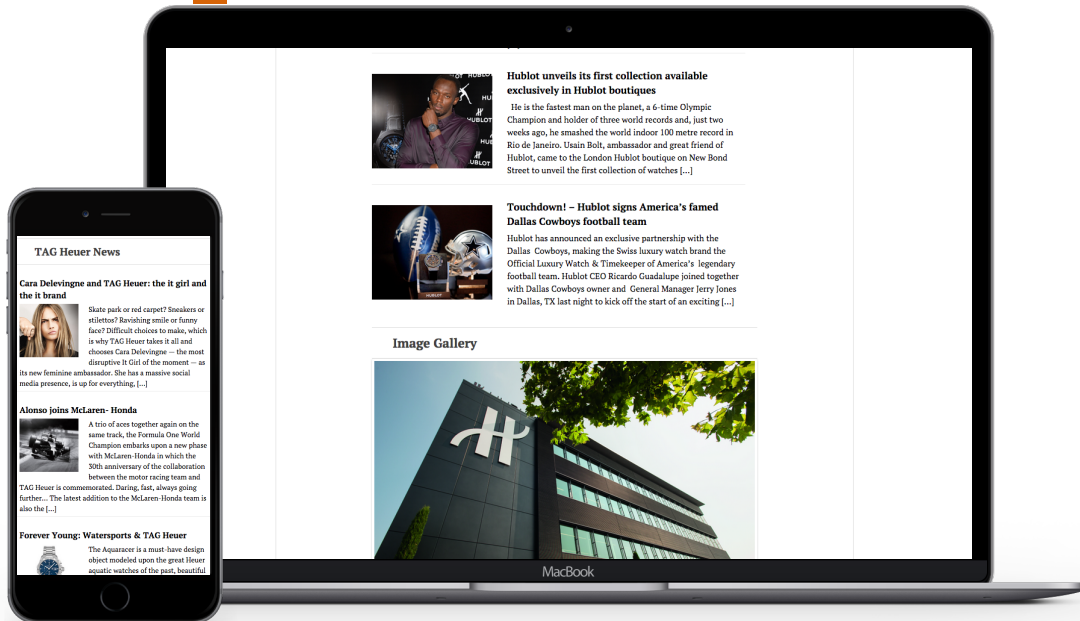 HUBLOT
HUBLOT
HUBLOT
Hublot unveils its first collection available
exclusively in Hublot boutiques
He is the fastest man on the planet, a 6-time Olympic
Champion and holder of three world records and, just two
weeks ago, he smashed the world indoor 100 metre record in
Rio de Janeiro. Usain Bolt, ambassador and great friend of
Hublot, came to the London Hublot boutique on New Bond
Street to unveil the first collection of watches [...]
Touchdown! – Hublot signs America's famed
Dallas Cowboys football team
Hublot has announced an exclusive partnership with the
Dallas Cowboys, making the Swiss luxury watch brand the
Official Luxury Watch & Timekeeper of America's legendary
football team. Hublot CEO Ricardo Guadalupe joined together
with Dallas Cowboys owner and General Manager Jerry Jones
in Dallas, TX last night to kick off the start of an exciting [...]
HUBLOT
Image Gallery
H
MacBook
TAG Heuer News
Cara Delevingne and TAG Heuer: the it girl and
the it brand
Skate park or red carpet? Sneakers or
stilettos? Ravishing smile or funny
face? Difficult choices to make, which
is why TAG Heuer takes it all and
chooses Cara Delevingne — the most
disruptive It Girl of the moment — as
its new feminine ambassador. She has a massive social
media presence, is up for everything, [...]
Alonso joins McLaren- Honda
A trio of aces together again on the
same track, the Formula One World
Champion embarks upon a new phase
with McLaren-Honda in which the
30th anniversary of the collaboration
between the motor racing team and
TAG Heuer is commemorated. Daring, fast, always going
further... The latest addition to the McLaren-Honda team is
also the [...]
Forever Young: Watersports & TAG Heuer
The Aquaracer is a must-have design
object modeled upon the great Heuer
aquatic watches of the past, beautiful